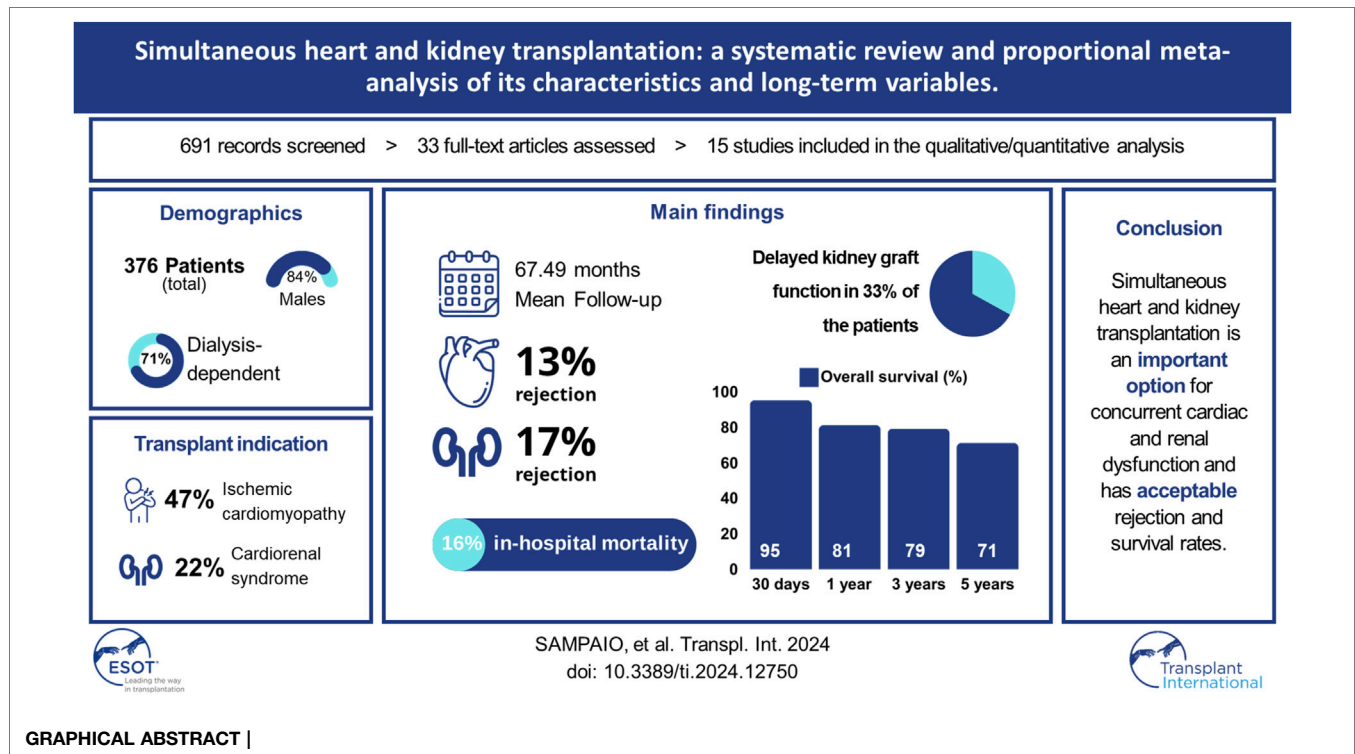 Simultaneous heart and kidney transplantation: a systematic review and proportional meta-
analysis of its characteristics and long-term variables.
691 records screened > 33 full-text articles assessed > 15 studies included in the qualitative/quantitative analysis
Demographics
376 Patients
(total)
84%
Males
71%
Dialysis-
dependent
Transplant indication
47%
Ischemic
cardiomyopathy
22%
Cardiorenal
syndrome
Main findings
67.49 months
Mean Follow-up
13%
rejection
17%
rejection
16% in-hospital mortality
Delayed kidney graft
function in 33% of
the patients
Overall survival (%)
100
80
60
40
20
0
95
81
79
71
30 days
1 year
3 years
5 years
Conclusion
Simultaneous
heart and kidney
transplantation is
an important
option for
concurrent cardiac
and renal
dysfunction and
has acceptable
rejection and
survival rates.
ESOT
Leading the way
in transplantation
SAMPAIO, et al. Transpl. Int. 2024
doi: 10.3389/ti.2024.12750
Transplant
International
GRAPHICAL ABSTRACT |